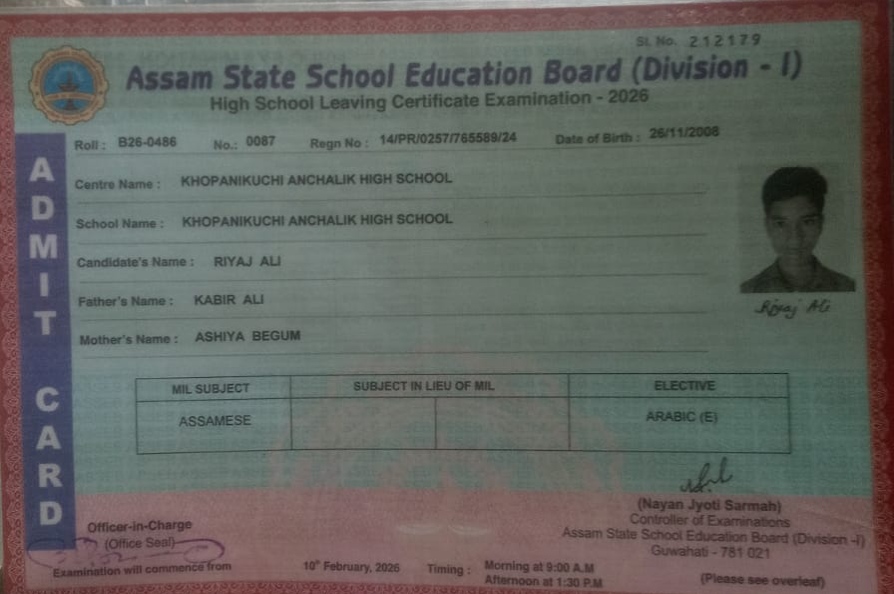 Sl. No. 212179
Assam State School Education Board (Division - I)
High School Leaving Certificate Examination - 2026
Roll : B26-0486 No.: 0087 Regn No : 14/PR/0257/765589/24 Date of Birth : 26/11/2008
ADMIT CARD
Centre Name : KHOPANIKUCHI ANCHALIK HIGH SCHOOL
School Name : KHOPANIKUCHI ANCHALIK HIGH SCHOOL
Candidate's Name : RIYAJ ALI
Father's Name : KABIR ALI
Mother's Name : ASHIYA BEGUM
Riyaj Ali
MIL SUBJECT SUBJECT IN LIEU OF MIL ELECTIVE
ASSAMESE ARABIC (E)
(Nayan Jyoti Sarmah)
Controller of Examinations
Assam State School Education Board (Division -I)
Guwahati - 781 021
Officer-in-Charge
(Office Seal)
Examination will commence from 10th February, 2026 Timing : Morning at 9:00 A.M
Afternoon at 1:30 P.M
(Please see overleaf)